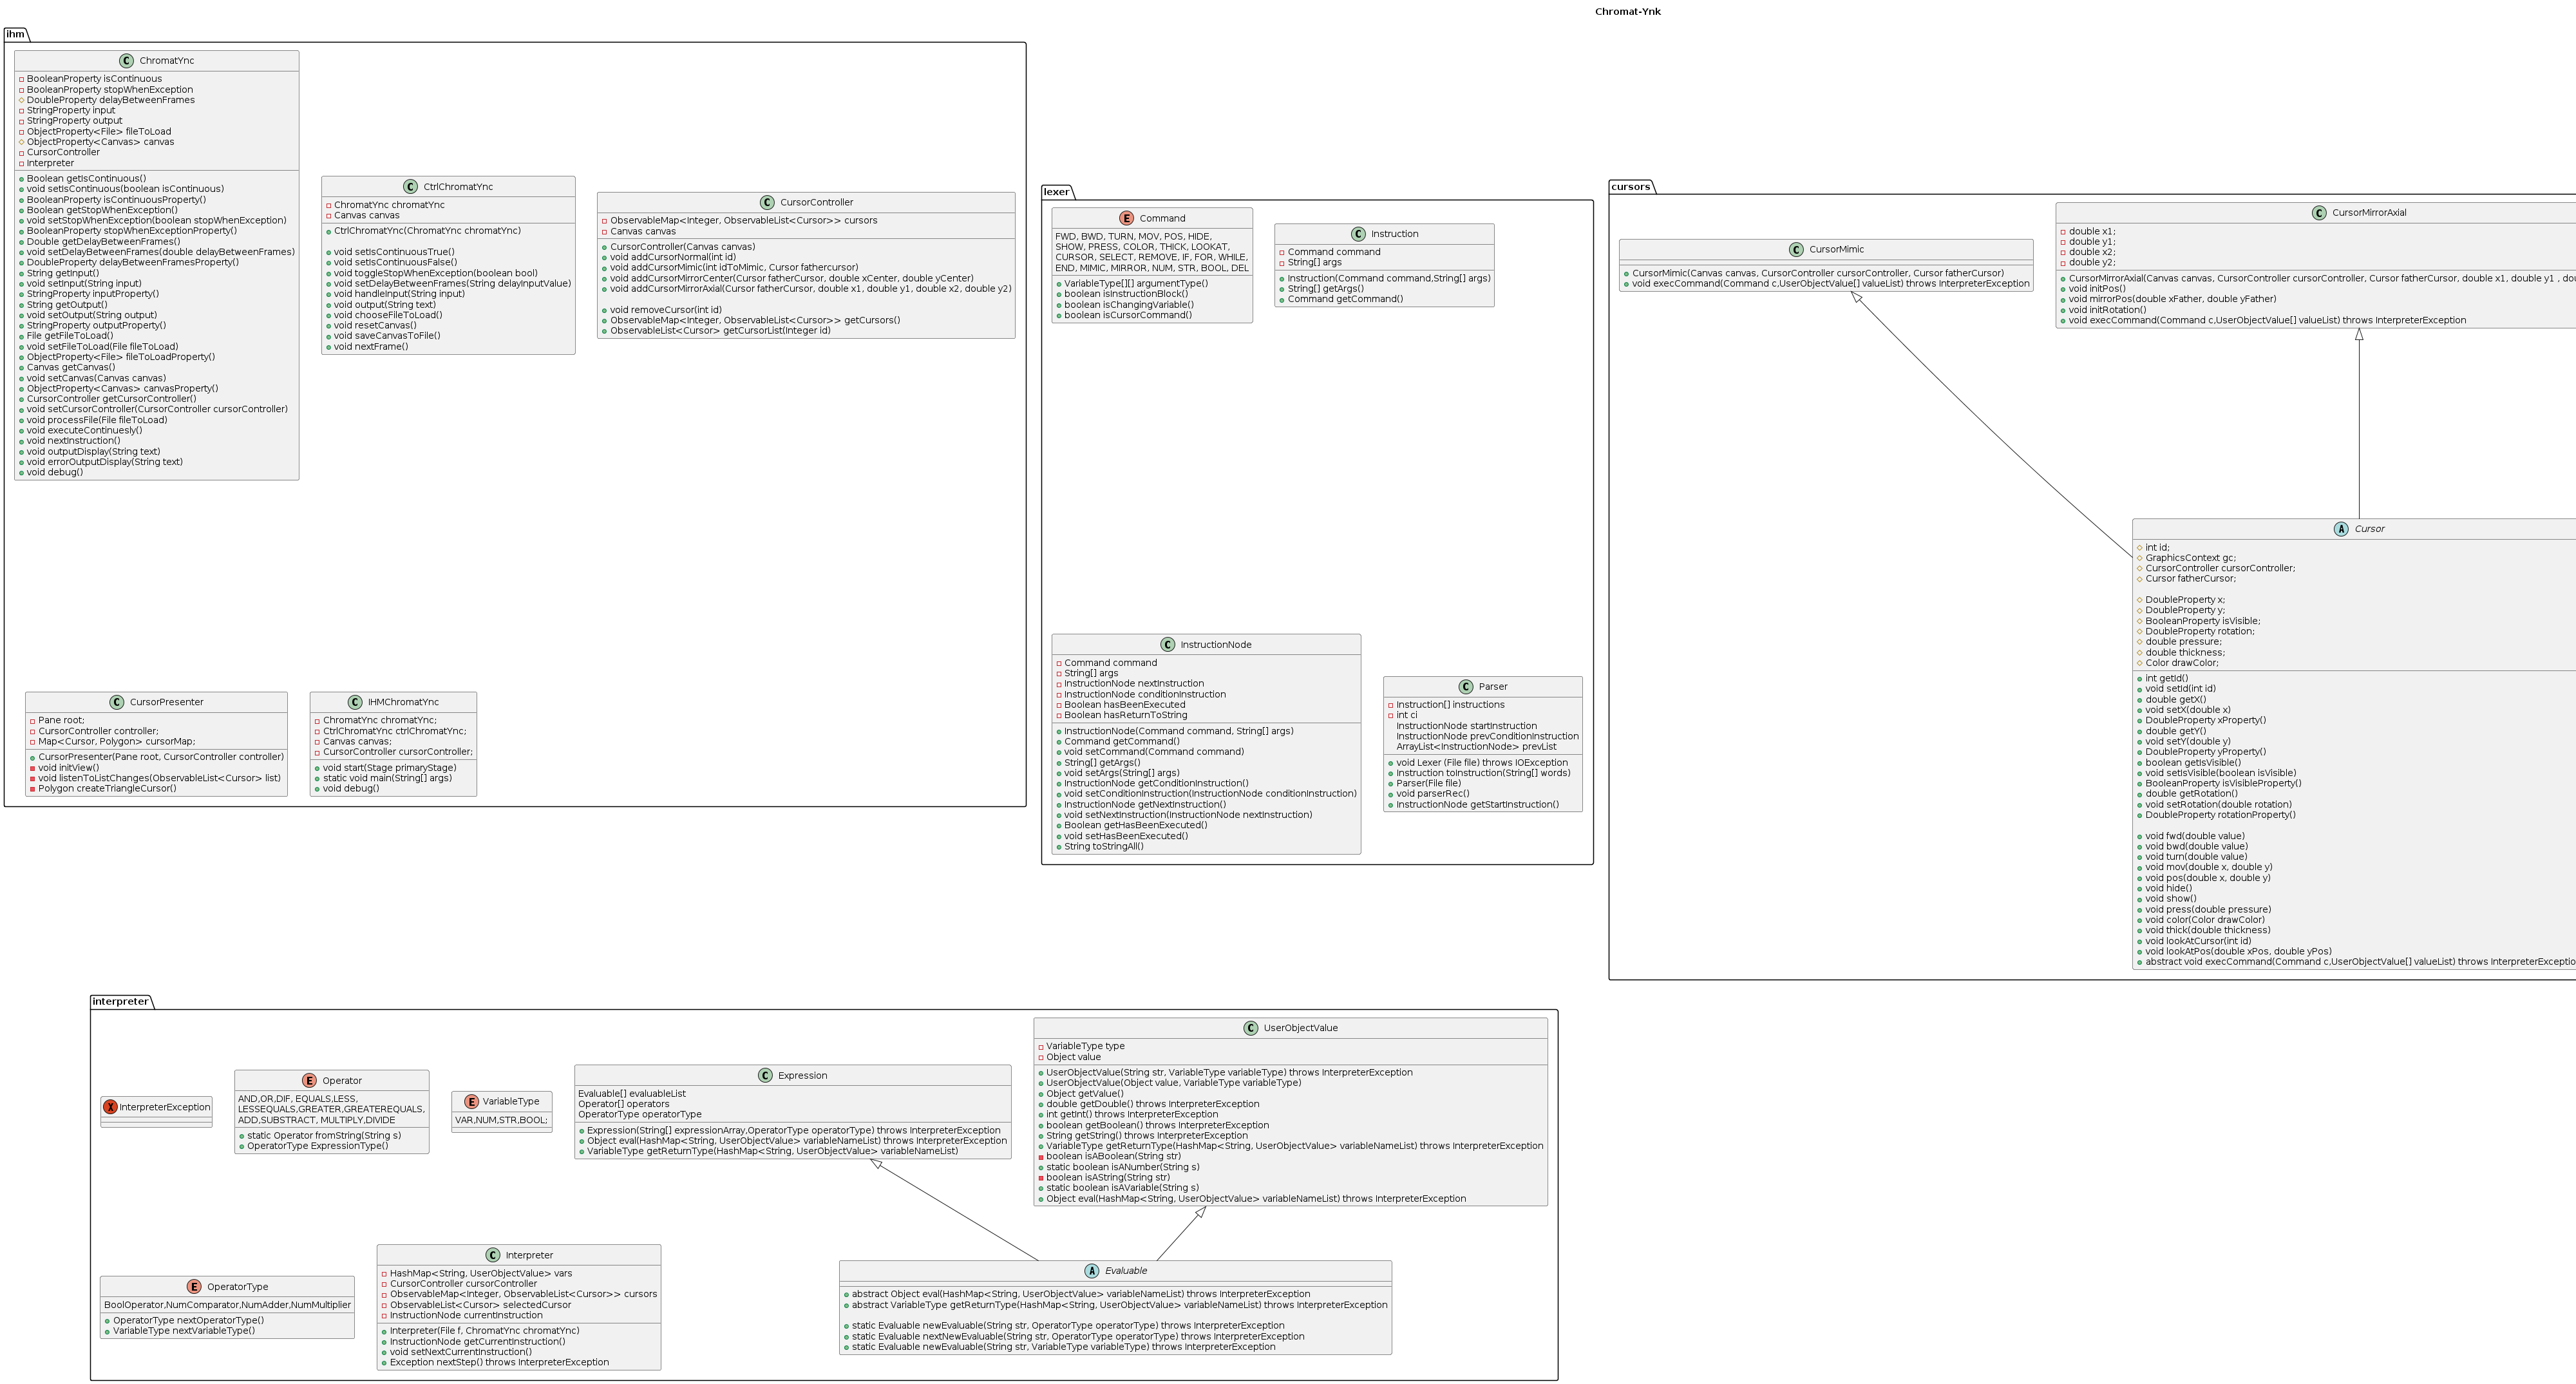 Chromat-Ynk
ihm
ChromatYnc
BooleanProperty isContinuous
BooleanProperty stopWhenException
DoubleProperty delayBetweenFrames
StringProperty input
StringProperty output
ObjectProperty<File> fileToLoad
ObjectProperty<Canvas> canvas
CursorController
Interpreter
Boolean getIsContinuous()
void setIsContinuous(boolean isContinuous)
BooleanProperty isContinuousProperty()
Boolean getStopWhenException()
void setStopWhenException(boolean stopWhenException)
BooleanProperty stopWhenExceptionProperty()
Double getDelayBetweenFrames()
void setDelayBetweenFrames(double delayBetweenFrames)
DoubleProperty delayBetweenFramesProperty()
String getInput()
void setInput(String input)
StringProperty inputProperty()
String getOutput()
void setOutput(String output)
StringProperty outputProperty()
File getFileToLoad()
void setFileToLoad(File fileToLoad)
ObjectProperty<File> fileToLoadProperty()
Canvas getCanvas()
void setCanvas(Canvas canvas)
ObjectProperty<Canvas> canvasProperty()
CursorController getCursorController()
void setCursorController(CursorController cursorController)
void processFile(File fileToLoad)
void executeContinuesly()
void nextInstruction()
void outputDisplay(String text)
void errorOutputDisplay(String text)
void debug()
CtrlChromatYnc
ChromatYnc chromatYnc
Canvas canvas
CtrlChromatYnc(ChromatYnc chromatYnc)
void setIsContinuousTrue()
void setIsContinuousFalse()
void toggleStopWhenException(boolean bool)
void setDelayBetweenFrames(String delayInputValue)
void handleInput(String input)
void output(String text)
void chooseFileToLoad()
void resetCanvas()
void saveCanvasToFile()
void nextFrame()
CursorController
ObservableMap<Integer, ObservableList<Cursor>> cursors
Canvas canvas
CursorController(Canvas canvas)
void addCursorNormal(int id)
void addCursorMimic(int idToMimic, Cursor fathercursor)
void addCursorMirrorCenter(Cursor fatherCursor, double xCenter, double yCenter)
void addCursorMirrorAxial(Cursor fatherCursor, double x1, double y1, double x2, double y2)
void removeCursor(int id)
ObservableMap<Integer, ObservableList<Cursor>> getCursors()
ObservableList<Cursor> getCursorList(Integer id)
CursorPresenter
Pane root;
CursorController controller;
Map<Cursor, Polygon> cursorMap;
CursorPresenter(Pane root, CursorController controller)
void initView()
void listenToListChanges(ObservableList<Cursor> list)
Polygon createTriangleCursor()
IHMChromatYnc
ChromatYnc chromatYnc;
CtrlChromatYnc ctrlChromatYnc;
Canvas canvas;
CursorController cursorController;
void start(Stage primaryStage)
static void main(String[] args)
void debug()
lexer
Command
FWD, BWD, TURN, MOV, POS, HIDE,
SHOW, PRESS, COLOR, THICK, LOOKAT,
CURSOR, SELECT, REMOVE, IF, FOR, WHILE,
END, MIMIC, MIRROR, NUM, STR, BOOL, DEL
VariableType[][] argumentType()
boolean isInstructionBlock()
boolean isChangingVariable()
boolean isCursorCommand()
Instruction
Command command
String[] args
Instruction(Command command,String[] args)
String[] getArgs()
Command getCommand()
InstructionNode
Command command
String[] args
InstructionNode nextInstruction
InstructionNode conditionInstruction
Boolean hasBeenExecuted
Boolean hasReturnToString
InstructionNode(Command command, String[] args)
Command getCommand()
void setCommand(Command command)
String[] getArgs()
void setArgs(String[] args)
InstructionNode getConditionInstruction()
void setConditionInstruction(InstructionNode conditionInstruction)
InstructionNode getNextInstruction()
void setNextInstruction(InstructionNode nextInstruction)
Boolean getHasBeenExecuted()
void setHasBeenExecuted()
String toStringAll()
Parser
Instruction[] instructions
int ci
InstructionNode startInstruction
InstructionNode prevConditionInstruction
ArrayList<InstructionNode> prevList
void Lexer (File file) throws IOException
Instruction toInstruction(String[] words)
Parser(File file)
void parserRec()
InstructionNode getStartInstruction()
cursors
CursorMimic
CursorMimic(Canvas canvas, CursorController cursorController, Cursor fatherCursor)
void execCommand(Command c,UserObjectValue[] valueList) throws InterpreterException
CursorMirrorAxial
double x1;
double y1;
double x2;
double y2;
CursorMirrorAxial(Canvas canvas, CursorController cursorController, Cursor fatherCursor, double x1, double y1 , dou
void initPos()
void mirrorPos(double xFather, double yFather)
void initRotation()
void execCommand(Command c,UserObjectValue[] valueList) throws InterpreterException
Cursor
int id;
GraphicsContext gc;
CursorController cursorController;
Cursor fatherCursor;
DoubleProperty x;
DoubleProperty y;
BooleanProperty isVisible;
DoubleProperty rotation;
double pressure;
double thickness;
Color drawColor;
int getId()
void setId(int id)
double getX()
void setX(double x)
DoubleProperty xProperty()
double getY()
void setY(double y)
DoubleProperty yProperty()
boolean getIsVisible()
void setIsVisible(boolean isVisible)
BooleanProperty isVisibleProperty()
double getRotation()
void setRotation(double rotation)
DoubleProperty rotationProperty()
void fwd(double value)
void bwd(double value)
void turn(double value)
void mov(double x, double y)
void pos(double x, double y)
void hide()
void show()
void press(double pressure)
void color(Color drawColor)
void thick(double thickness)
void lookAtCursor(int id)
void lookAtPos(double xPos, double yPos)
abstract void execCommand(Command c,UserObjectValue[] valueList) throws InterpreterExceptio
interpreter
InterpreterException
Operator
AND,OR,DIF, EQUALS,LESS,
LESSEQUALS,GREATER,GREATEREQUALS,
ADD,SUBSTRACT, MULTIPLY,DIVIDE
static Operator fromString(String s)
OperatorType ExpressionType()
VariableType
VAR,NUM,STR,BOOL;
Expression
Evaluable[] evaluableList
Operator[] operators
OperatorType operatorType
Expression(String[] expressionArray,OperatorType operatorType) throws InterpreterException
Object eval(HashMap<String, UserObjectValue> variableNameList) throws InterpreterException
VariableType getReturnType(HashMap<String, UserObjectValue> variableNameList)
UserObjectValue
VariableType type
Object value
UserObjectValue(String str, VariableType variableType) throws InterpreterException
UserObjectValue(Object value, VariableType variableType)
Object getValue()
double getDouble() throws InterpreterException
int getInt() throws InterpreterException
boolean getBoolean() throws InterpreterException
String getString() throws InterpreterException
VariableType getReturnType(HashMap<String, UserObjectValue> variableNameList) throws InterpreterException
boolean isABoolean(String str)
static boolean isANumber(String s)
boolean isAString(String str)
static boolean isAVariable(String s)
Object eval(HashMap<String, UserObjectValue> variableNameList) throws InterpreterException
OperatorType
BoolOperator,NumComparator,NumAdder,NumMultiplier
OperatorType nextOperatorType()
VariableType nextVariableType()
Interpreter
HashMap<String, UserObjectValue> vars
CursorController cursorController
ObservableMap<Integer, ObservableList<Cursor>> cursors
ObservableList<Cursor> selectedCursor
InstructionNode currentInstruction
Interpreter(File f, ChromatYnc chromatYnc)
InstructionNode getCurrentInstruction()
void setNextCurrentInstruction()
Exception nextStep() throws InterpreterException
Evaluable
abstract Object eval(HashMap<String, UserObjectValue> variableNameList) throws InterpreterException
abstract VariableType getReturnType(HashMap<String, UserObjectValue> variableNameList) throws InterpreterException
static Evaluable newEvaluable(String str, OperatorType operatorType) throws InterpreterException
static Evaluable nextNewEvaluable(String str, OperatorType operatorType) throws InterpreterException
static Evaluable newEvaluable(String str, VariableType variableType) throws InterpreterException